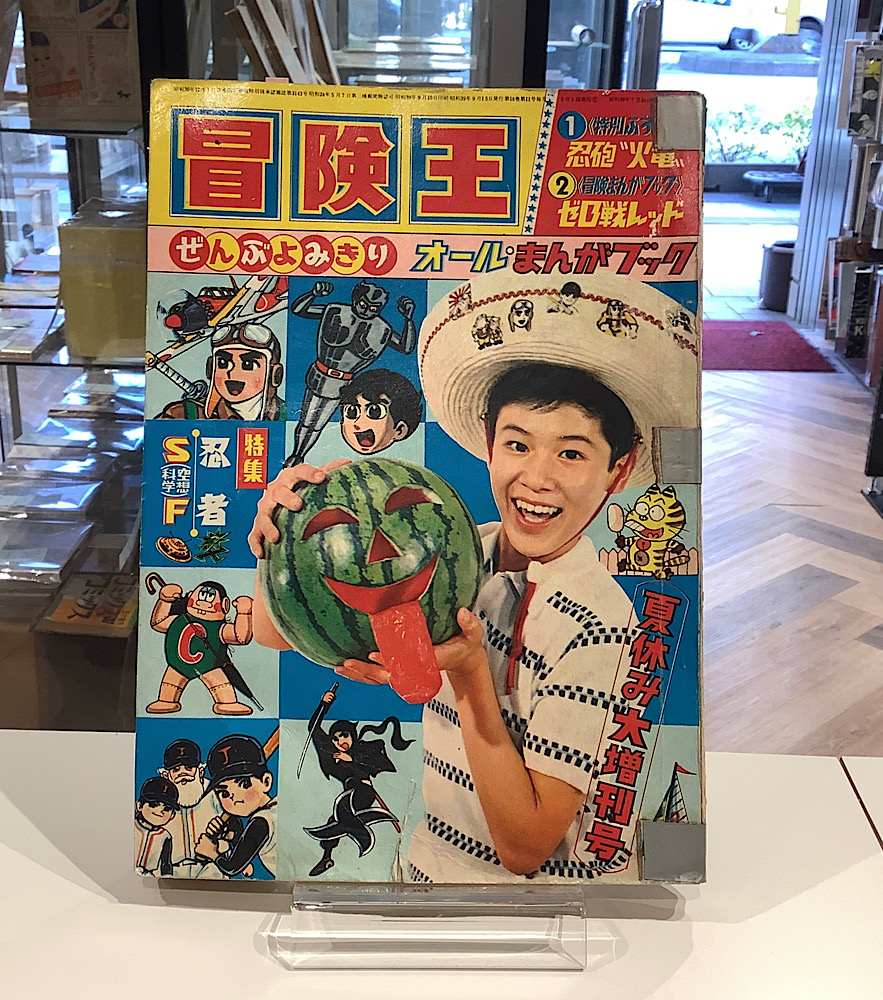 冒険王
①《特別ふろく》
忍砲"火竜"
②《冒険まんがブック》
ゼロ戦レッド
ぜんぶよみきり オール・まんがブック
特集
忍者
SF
空想
科学
C
J
J
夏休み大増刊号